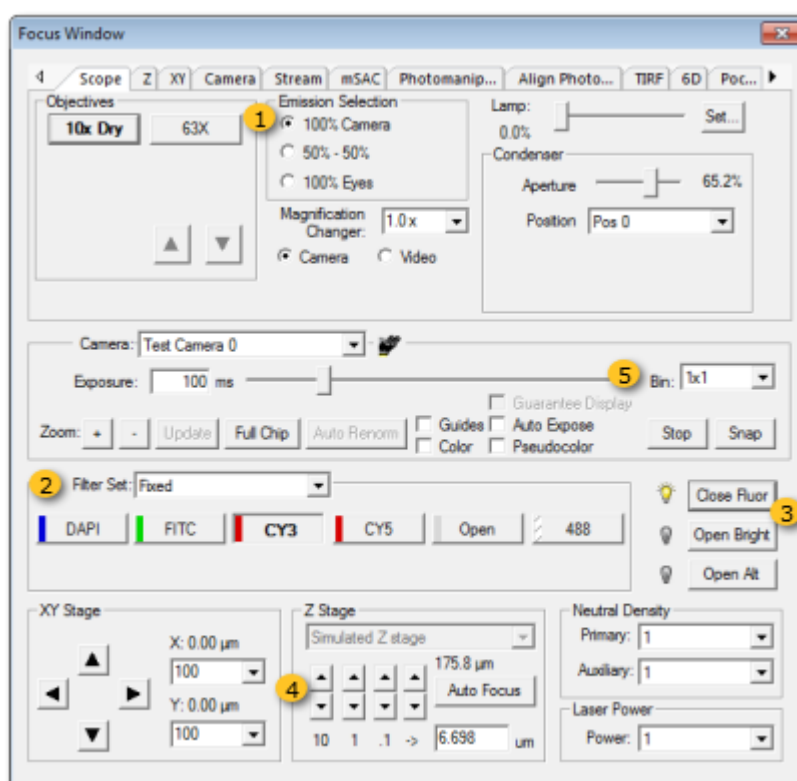 Focus Window
Scope Z XY Camera Stream mSAC Photomanip... Align Photo... TIRF 6D Poc...
Objectives
10x Dry 63X
1
Emission Selection
100% Camera
50% - 50%
100% Eyes
Magnification
Changer: 1.0x
Camera Video
Lamp:
0.0% Set...
Condenser
Aperture 65.2%
Position Pos 0
Camera: Test Camera 0
Exposure: 100 ms 5 Bin: 1x1
Guarantee Display
Zoom: + - Update Full Chip Auto Renorm Guides Auto Expose Stop Snap
Color Pseudocolor
2 Filter Set: Fixed
DAPI FITC CY3 CY5 Open 488
Close Fluor
3
Open Bright
Open Alt
XY Stage
X: 0.00 µm
100
Y: 0.00 µm
100
Z Stage
Simulated Z stage
175.8 µm
4 Auto Focus
10 1 .1 -> 6.698 um
Neutral Density
Primary: 1
Auxiliary: 1
Laser Power
Power: 1